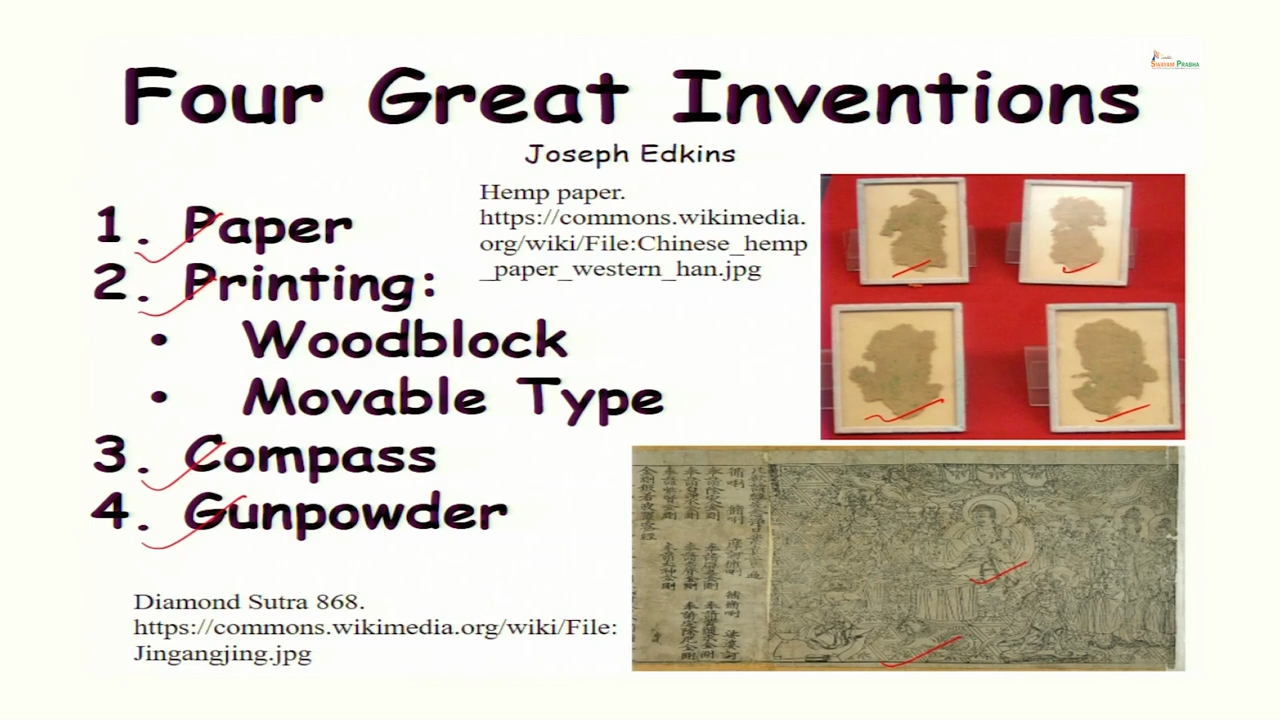 Four Great Inventions
SWAYAM PRABHA
Joseph Edkins
1. Paper
2. Printing:
• Woodblock
• Movable Type
3. Compass
4. Gunpowder
Hemp paper.
https://commons.wikimedia.
org/wiki/File:Chinese_hemp
_paper_western_han.jpg
Diamond Sutra 868.
https://commons.wikimedia.org/wiki/File:
Jingangjing.jpg